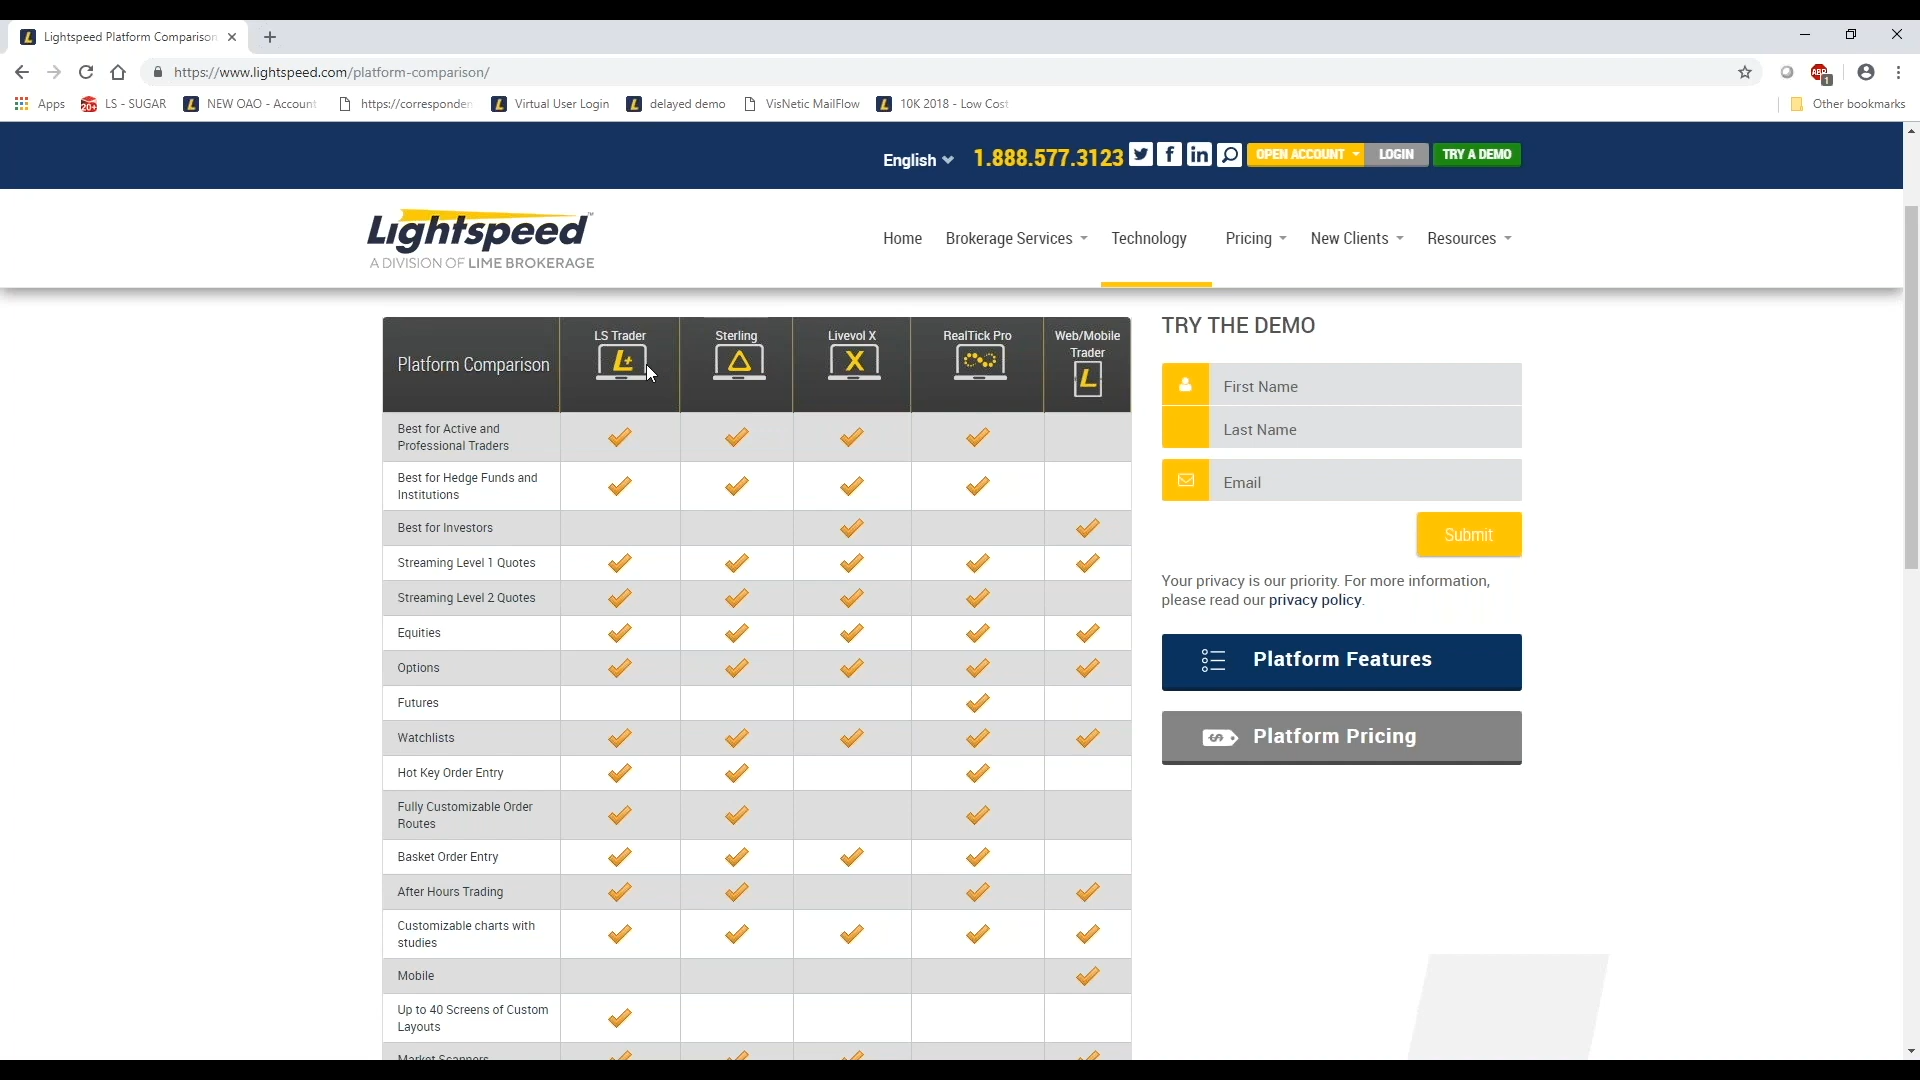 Lightspeed Platform Comparison
https://www.lightspeed.com/platform-comparison/
ABP
1
Apps
20+
LS - SUGAR
NEW OAO - Account
https://corresponden
Virtual User Login
delayed demo
VisNetic MailFlow
10K 2018 - Low Cost
Other bookmarks
English
1.888.577.3123
OPEN ACCOUNT
LOGIN
TRY A DEMO
Lightspeed™
A DIVISION OF LIME BROKERAGE
Home
Brokerage Services
Technology
Pricing
New Clients
Resources
Platform Comparison
LS Trader
Sterling
Livevol X
RealTick Pro
Web/Mobile
Trader
Best for Active and
Professional Traders
Best for Hedge Funds and
Institutions
Best for Investors
Streaming Level 1 Quotes
Streaming Level 2 Quotes
Equities
Options
Futures
Watchlists
Hot Key Order Entry
Fully Customizable Order
Routes
Basket Order Entry
After Hours Trading
Customizable charts with
studies
Mobile
Up to 40 Screens of Custom
Layouts
Market Scanners
TRY THE DEMO
First Name
Last Name
Email
Submit
Your privacy is our priority. For more information,
please read our privacy policy.
Platform Features
Platform Pricing